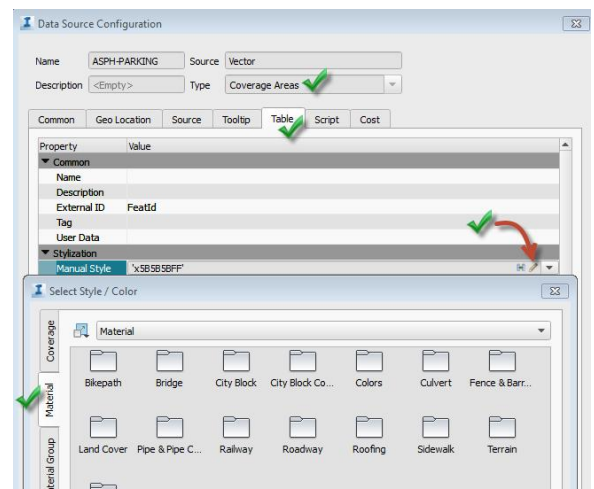 Data Source Configuration
Name ASPH-PARKING Source Vector
Description <Empty> Type Coverage Areas
Common Geo Location Source Tooltip Table Script Cost
Property Value
Common
Name
Description
External ID FeatId
Tag
User Data
Stylization
Manual Style 'x5B5B5BFF'
Select Style / Color
Coverage
Material
Material Group
Material
Bikepath Bridge City Block City Block Co... Colors Culvert Fence & Barr...
Land Cover Pipe & Pipe C... Railway Roadway Roofing Sidewalk Terrain